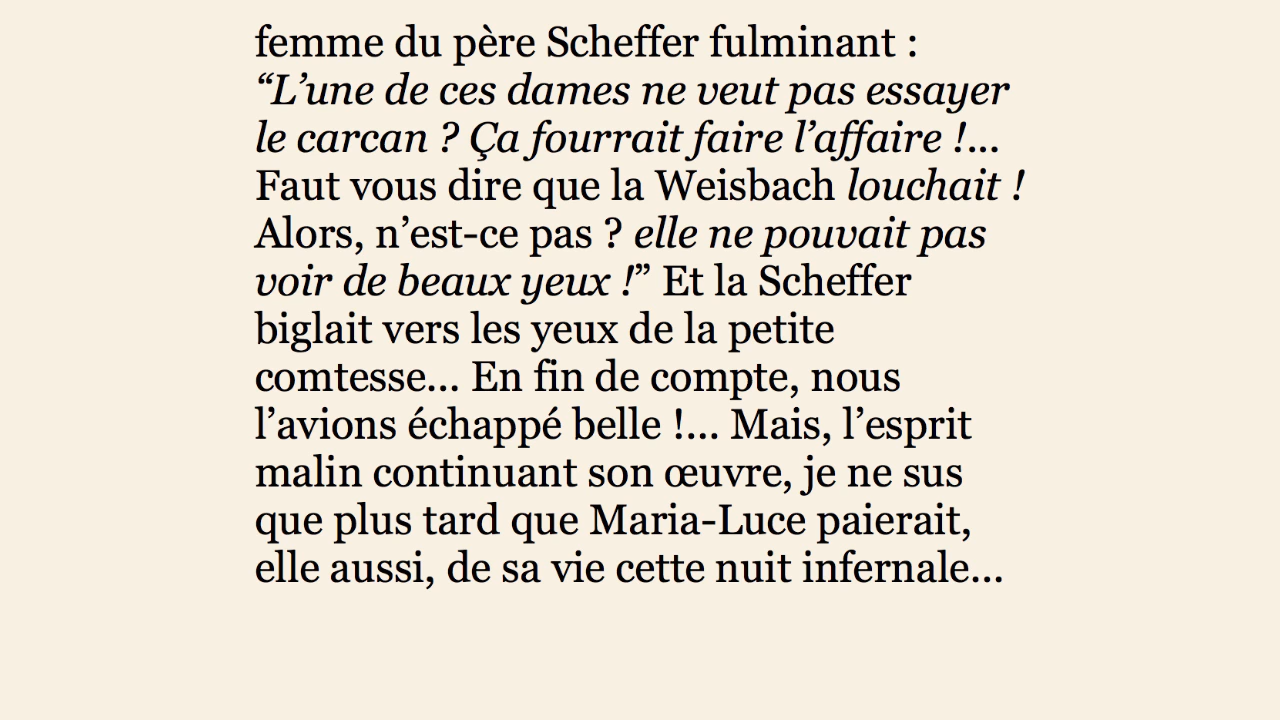 femme du père Scheffer fulminant :
“L’une de ces dames ne veut pas essayer
le carcan ? Ça fourrait faire l’affaire !...
Faut vous dire que la Weisbach louchait !
Alors, n’est-ce pas ? elle ne pouvait pas
voir de beaux yeux !” Et la Scheffer
biglait vers les yeux de la petite
comtesse... En fin de compte, nous
l’avions échappé belle !... Mais, l’esprit
malin continuant son œuvre, je ne sus
que plus tard que Maria-Luce paierait,
elle aussi, de sa vie cette nuit infernale...